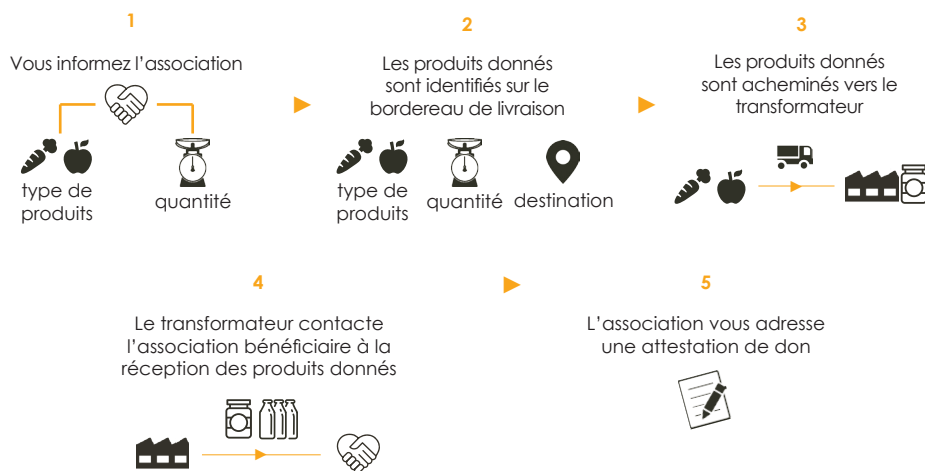 1
Vous informez l'association
type de
produits
quantité
2
Les produits donnés
sont identifiés sur le
bordereau de livraison
type de
produits
quantité
destination
3
Les produits donnés
sont acheminés vers le
transformateur
4
Le transformateur contacte
l'association bénéficiaire à la
réception des produits donnés
5
L'association vous adresse
une attestation de don